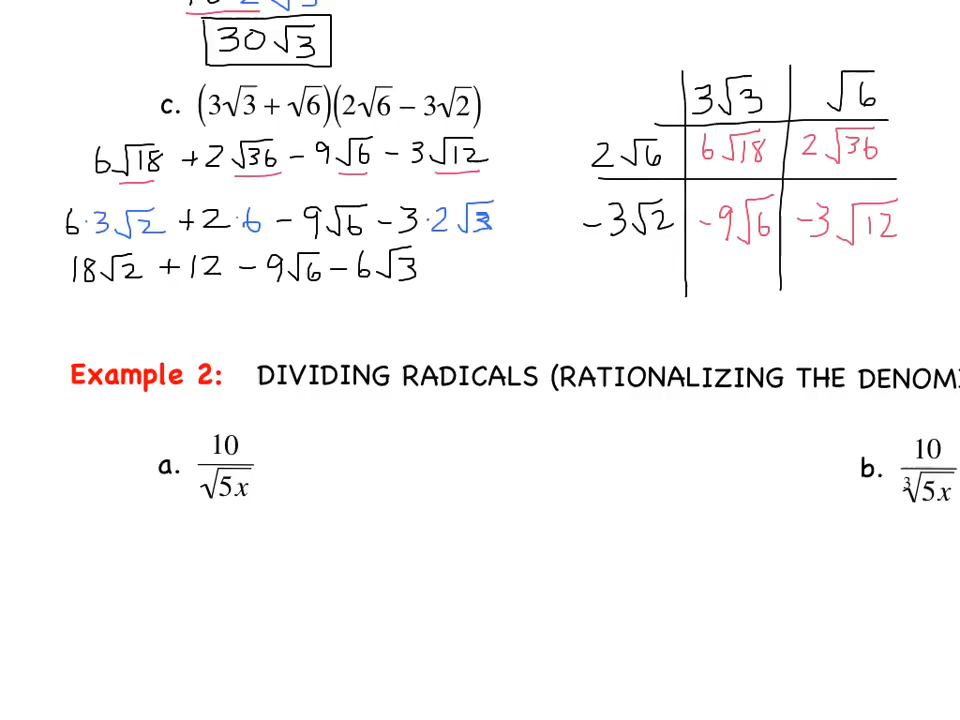 30√3
c. (3√3 + √6)(2√6 − 3√2)
6√18 + 2√36 − 9√6 − 3√12
6·3√2 + 2·6 − 9√6 − 3·2√3
18√2 + 12 − 9√6 − 6√3
3√3 √6
2√6 6√18 2√36
−3√2 −9√6 −3√12
Example 2: DIVIDING RADICALS (RATIONALIZING THE DENOMI
a. 10/√5x
b. 10/∛5x